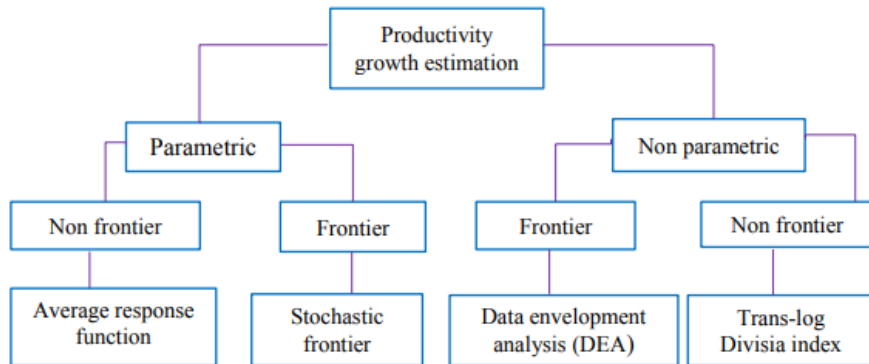 Productivity
growth estimation
Parametric
Non parametric
Non frontier
Frontier
Frontier
Non frontier
Average response
function
Stochastic
frontier
Data envelopment
analysis (DEA)
Trans-log
Divisia index